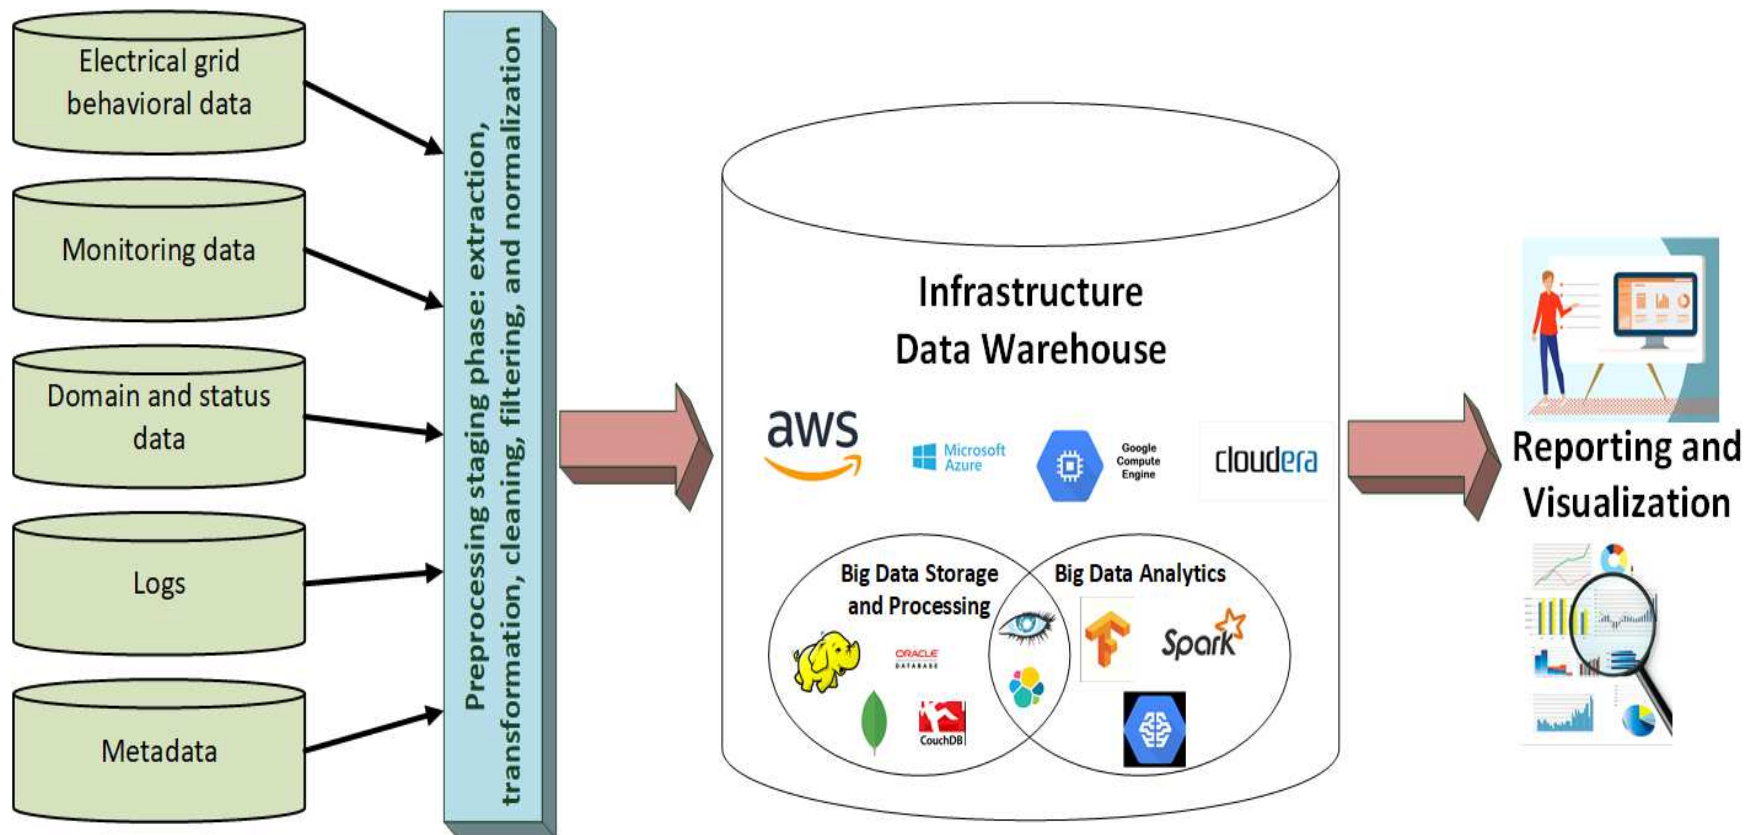 Electrical grid
behavioral data
Monitoring data
Domain and status
data
Logs
Metadata
Preprocessing staging phase: extraction,
transformation, cleaning, filtering, and normalization
Infrastructure
Data Warehouse
aws
Microsoft
Azure
Google
Compute
Engine
cloudera
Big Data Storage
and Processing
ORACLE
DATABASE
CouchDB
Big Data Analytics
Spark
Reporting and
Visualization